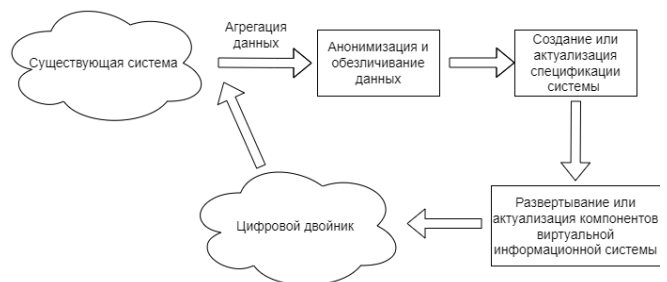 Существующая система
Агрегация
данных
Анонимизация и
обезличивание
данных
Создание или
актуализация
спецификации
системы
Развертывание или
актуализация компонентов
виртуальной
информационной системы
Цифровой двойник